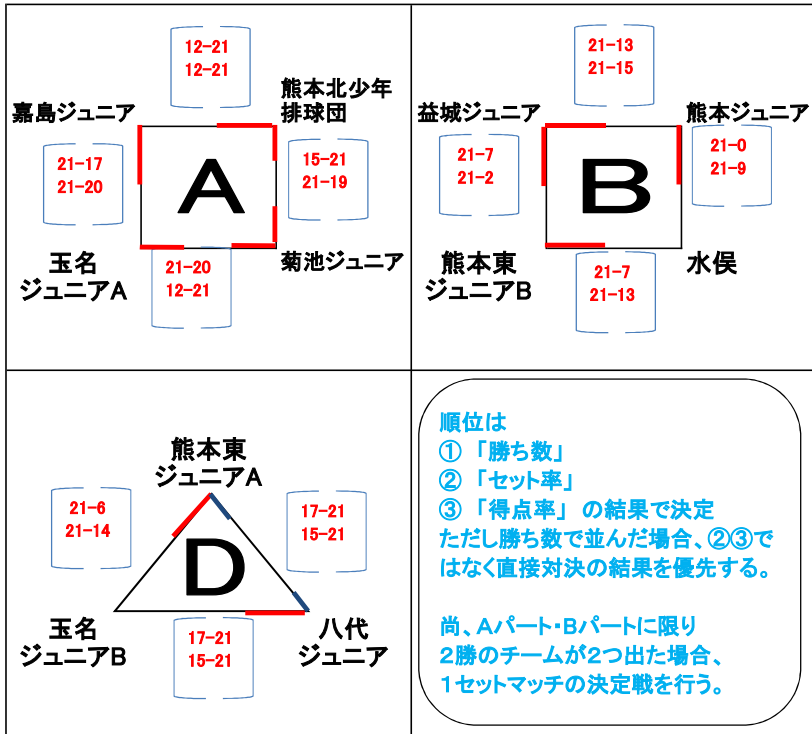 12-21
12-21
嘉島ジュニア
熊本北少年
排球団
21-17
21-20
A
15-21
21-19
玉名
ジュニアA
21-20
12-21
菊池ジュニア
21-13
21-15
益城ジュニア
熊本ジュニア
21-7
21-2
B
21-0
21-9
熊本東
ジュニアB
21-7
21-13
水俣
熊本東
ジュニアA
21-6
21-14
17-21
15-21
D
玉名
ジュニアB
17-21
15-21
八代
ジュニア
順位は
① 「勝ち数」
② 「セット率」
③ 「得点率」 の結果で決定
ただし勝ち数で並んだ場合、②③で
はなく直接対決の結果を優先する。
尚、Aパート・Bパートに限り
2勝のチームが2つ出た場合、
1セットマッチの決定戦を行う。